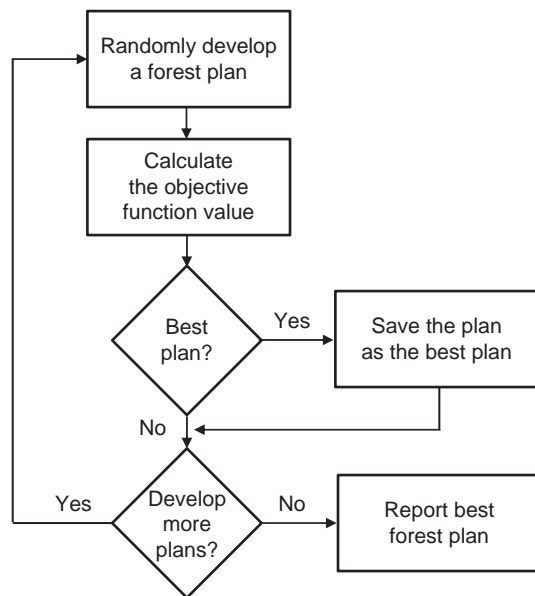 Randomly develop
a forest plan
Calculate
the objective
function value
Best
plan?
Yes
Save the plan
as the best plan
No
Yes
Develop
more
plans?
No
Report best
forest plan